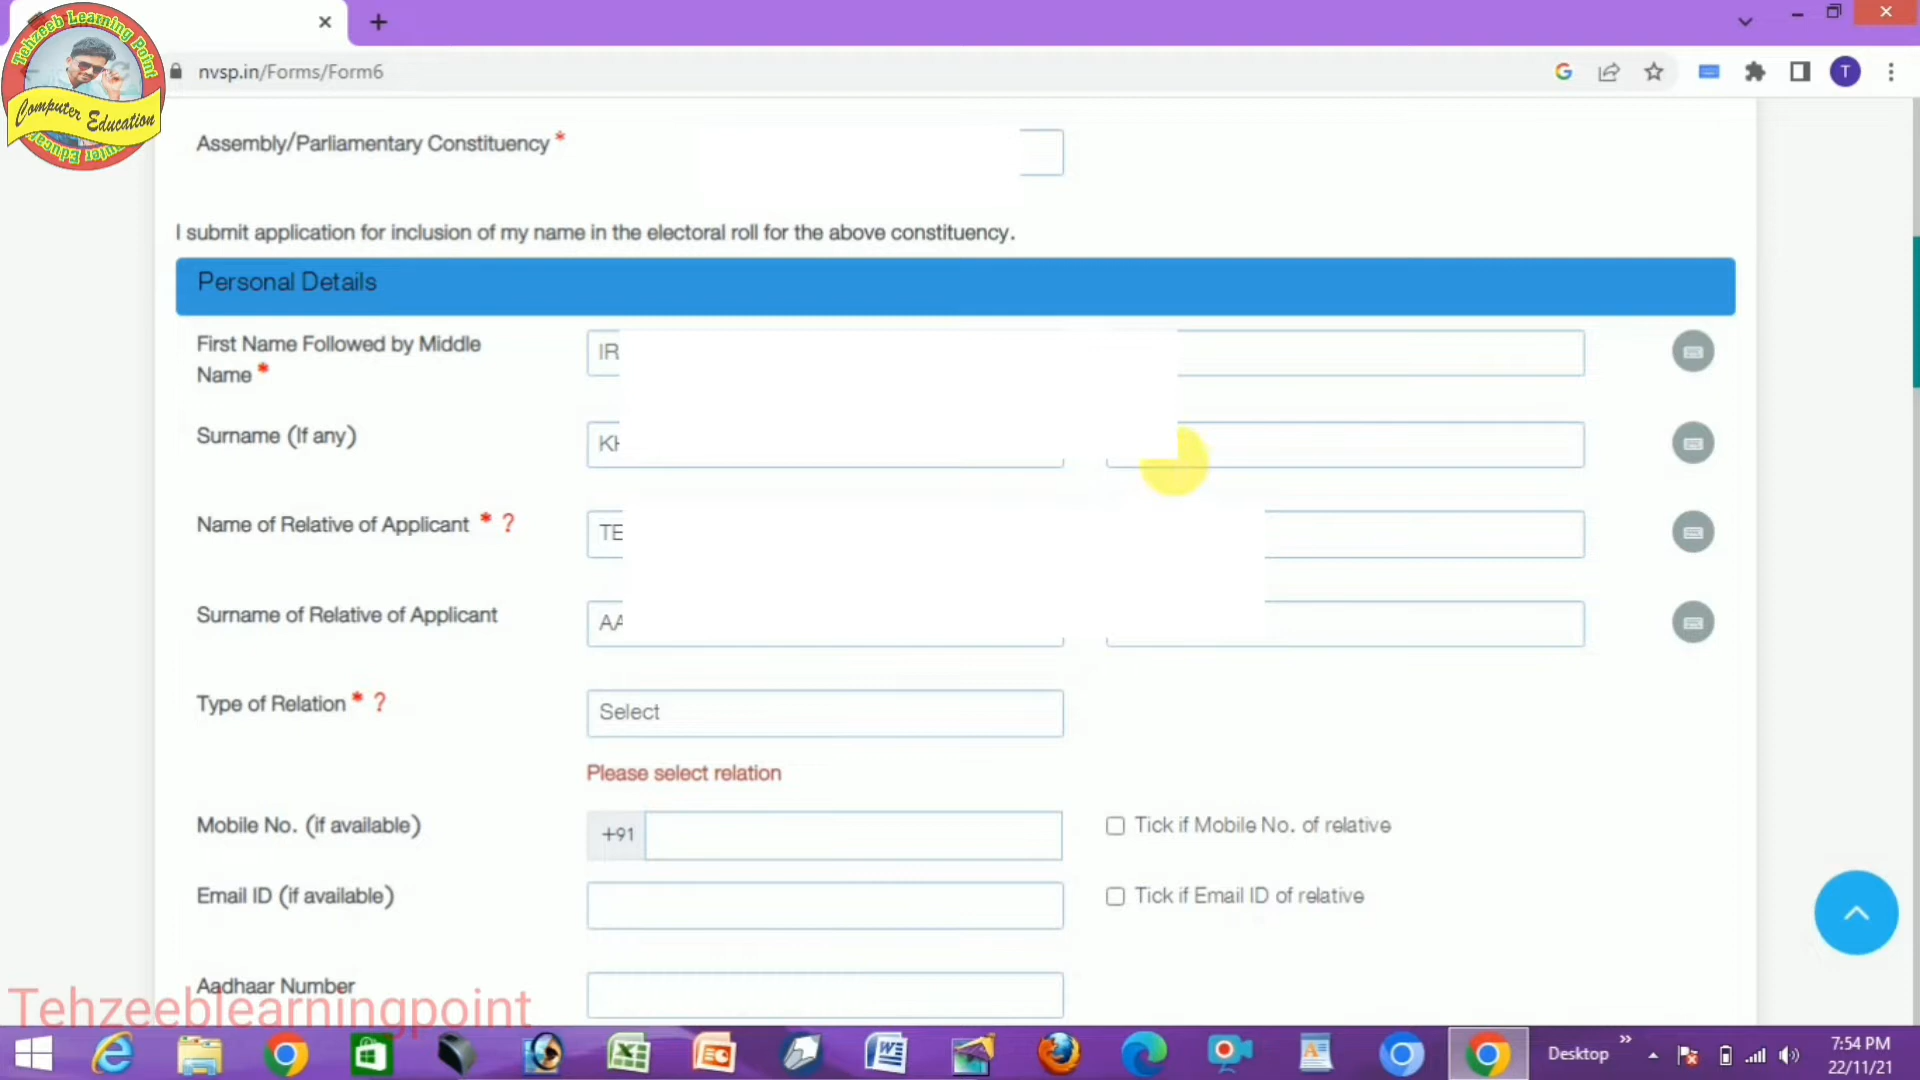 Tehzeeb Learning Point
Computer Education
nvsp.in/Forms/Form6
T
Assembly/Parliamentary Constituency *
I submit application for inclusion of my name in the electoral roll for the above constituency.
Personal Details
First Name Followed by Middle
Name *
IR
Surname (If any)
KH
Name of Relative of Applicant * ?
TE
Surname of Relative of Applicant
AA
Type of Relation * ?
Select
Please select relation
Mobile No. (if available)
+91
Tick if Mobile No. of relative
Email ID (if available)
Tick if Email ID of relative
Aadhaar Number
Tehzeeblearningpoint
Desktop
7:54 PM
22/11/21